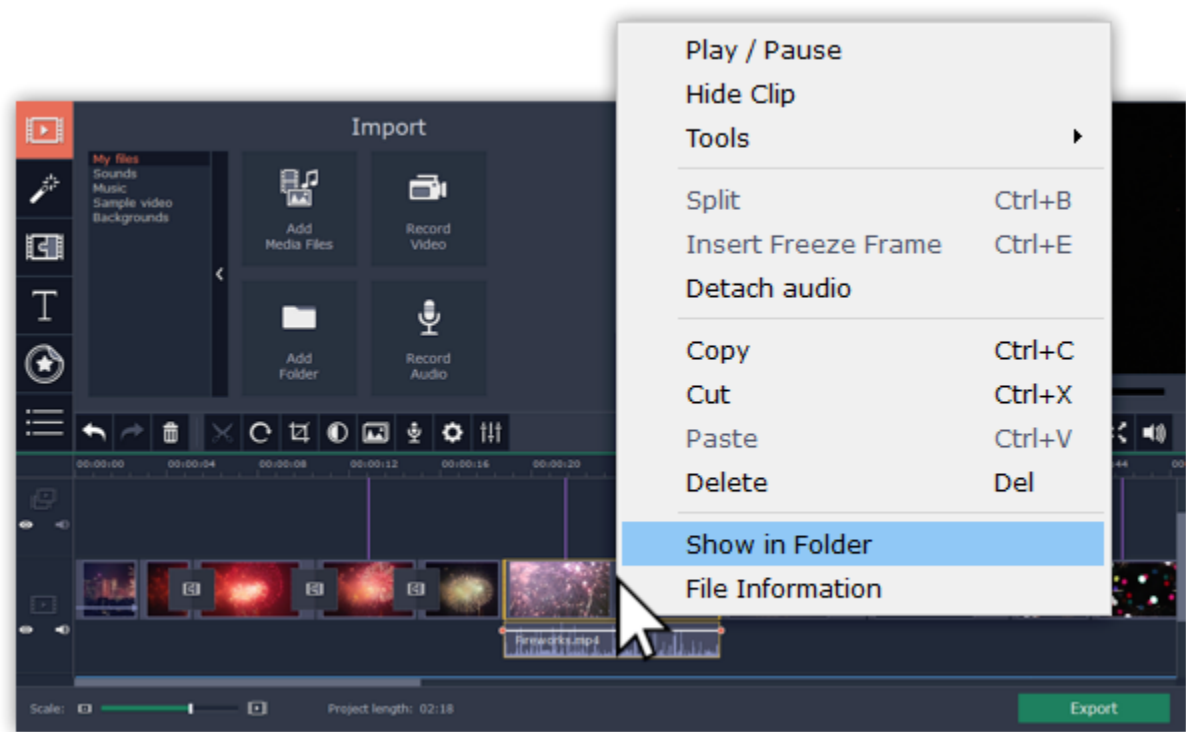 Import
My files
Sounds
Music
Sample video
Backgrounds
Add
Media Files
Record
Video
Add
Folder
Record
Audio
Play / Pause
Hide Clip
Tools
Split Ctrl+B
Insert Freeze Frame Ctrl+E
Detach audio
Copy Ctrl+C
Cut Ctrl+X
Paste Ctrl+V
Delete Del
Show in Folder
File Information
T
00:00:00 00:00:04 00:00:08 00:00:12 00:00:16 00:00:20
Fireworks.mp4
Scale: Project length: 02:18 Export